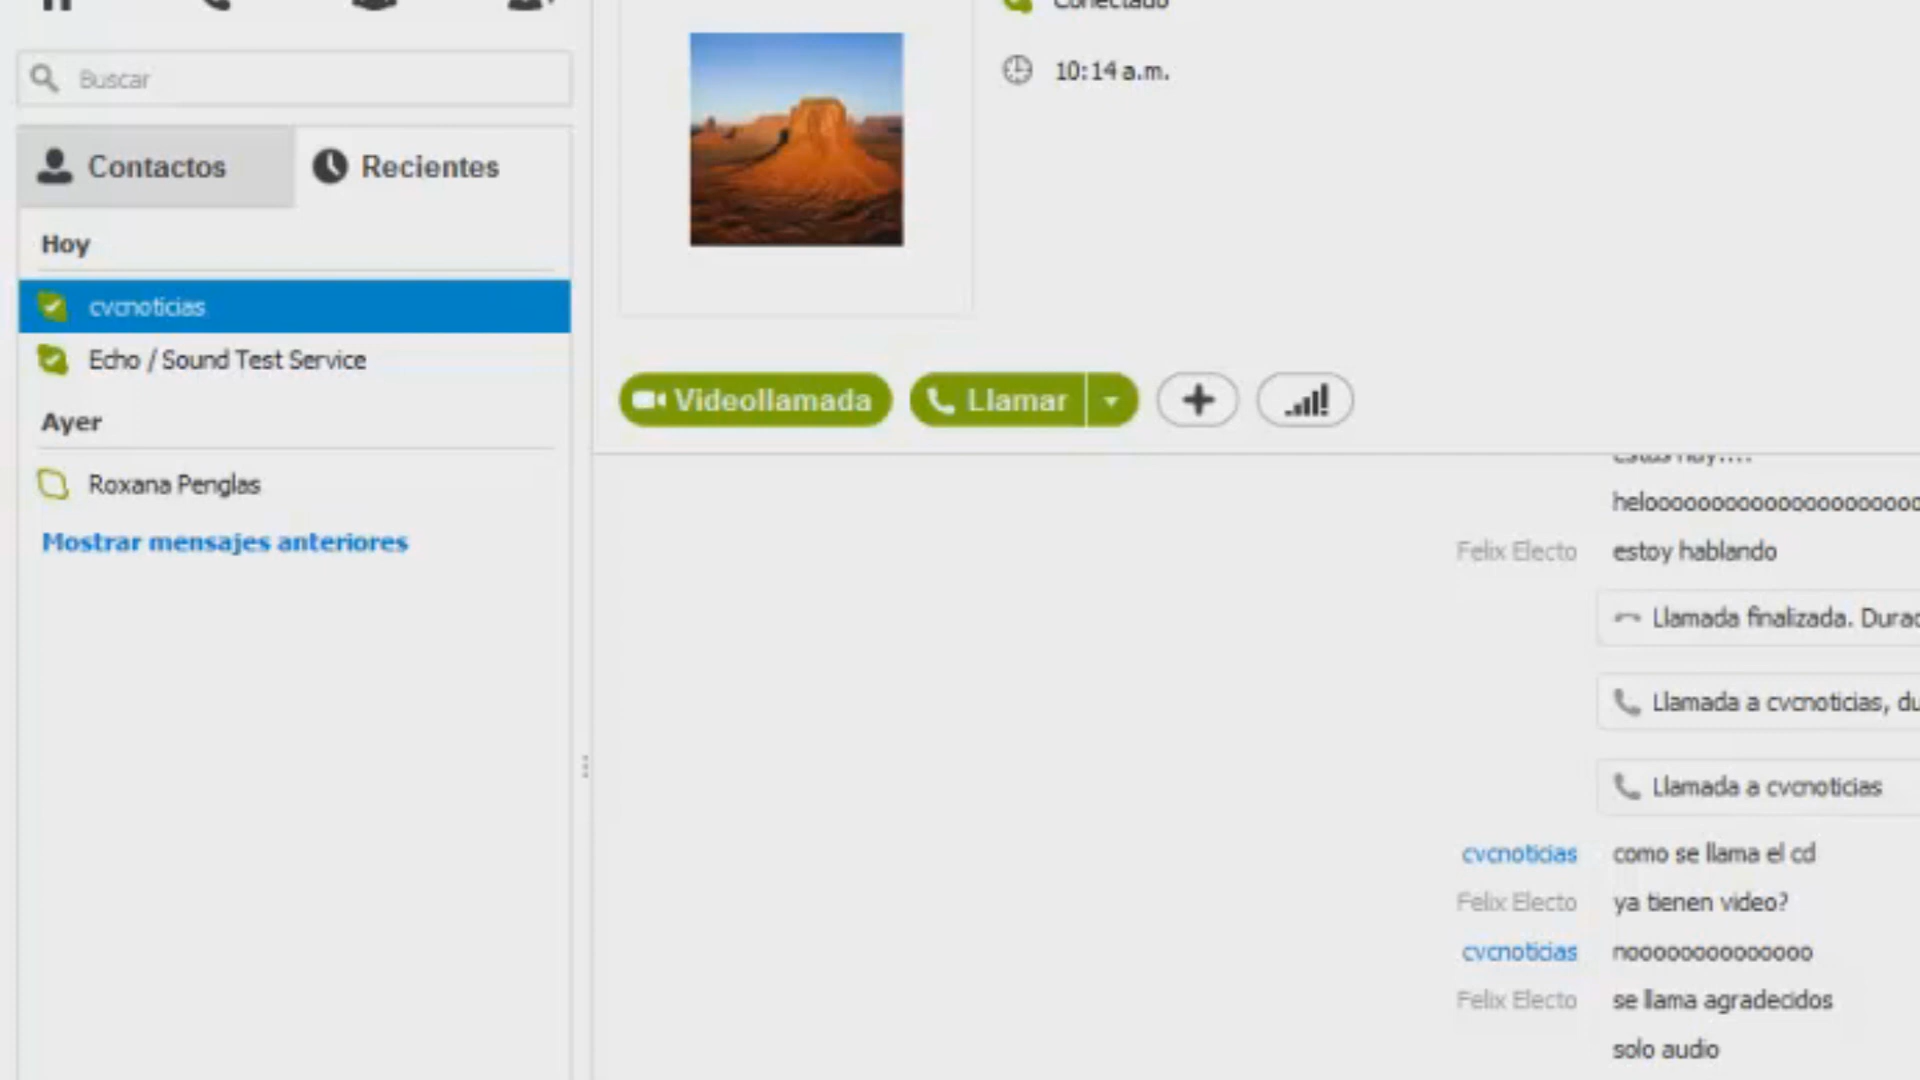 Conectado
10:14 a.m.
Buscar
Contactos
Recientes
Hoy
cvcnoticias
Echo / Sound Test Service
Ayer
Roxana Penglas
Mostrar mensajes anteriores
Videollamada
Llamar
helooooooooooooooooooooo
Felix Electo estoy hablando
Llamada finalizada. Durac
Llamada a cvcnoticias, du
Llamada a cvcnoticias
cvcnoticias como se llama el cd
Felix Electo ya tienen video?
cvcnoticias noooooooooooooo
Felix Electo se llama agradecidos
solo audio